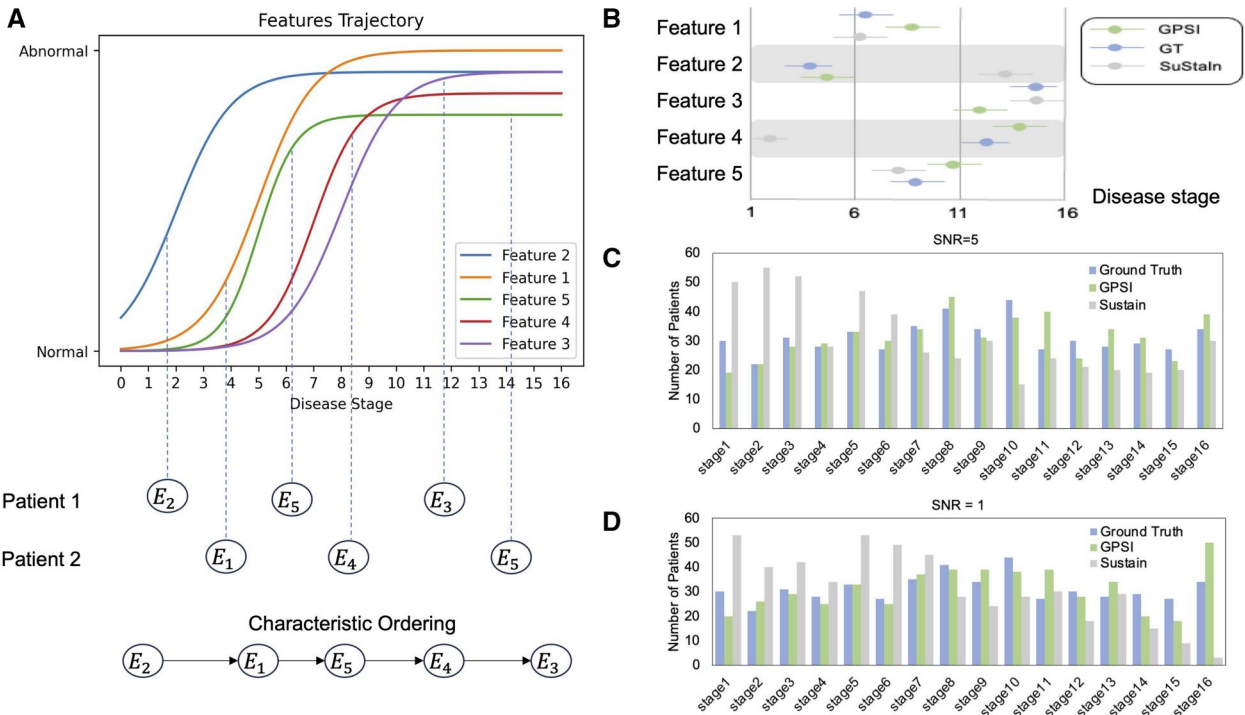 A
Features Trajectory
Abnormal
Normal
Feature 2
Feature 1
Feature 5
Feature 4
Feature 3
0 1 2 3 4 5 6 7 8 9 10 11 12 13 14 15 16
Disease Stage
Patient 1
E2 E5 E3
Patient 2
E1 E4 E5
Characteristic Ordering
E2 E1 E5 E4 E3
B
Feature 1
Feature 2
Feature 3
Feature 4
Feature 5
1 6 11 16
Disease stage
GPSI
GT
SuStaIn
C
SNR=5
Number of Patients
60
50
40
30
20
10
0
Ground Truth
GPSI
Sustain
stage1 stage2 stage3 stage4 stage5 stage6 stage7 stage8 stage9 stage10 stage11 stage12 stage13 stage14 stage15 stage16
D
SNR = 1
Number of Patients
60
50
40
30
20
10
0
Ground Truth
GPSI
Sustain
stage1 stage2 stage3 stage4 stage5 stage6 stage7 stage8 stage9 stage10 stage11 stage12 stage13 stage14 stage15 stage16